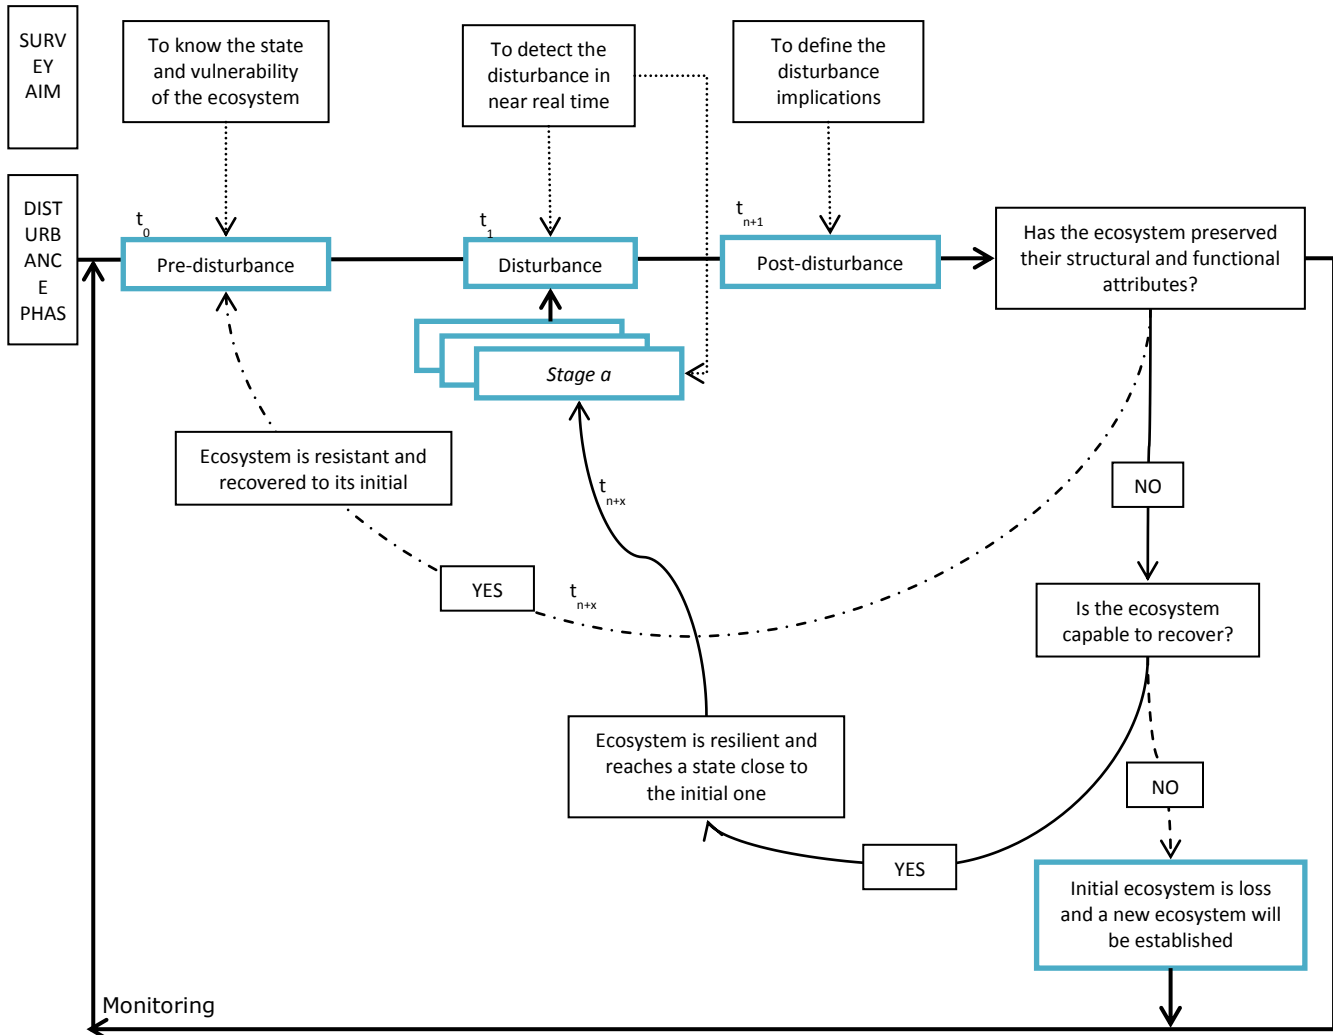 SURV
EY
AIM
To know the state
and vulnerability
of the ecosystem
To detect the
disturbance in
near real time
To define the
disturbance
implications
DIST
URB
ANC
E
PHAS
t0
Pre-disturbance
t1
Disturbance
tn+1
Post-disturbance
Has the ecosystem preserved
their structural and functional
attributes?
Stage a
Ecosystem is resistant and
recovered to its initial
tn+x
NO
YES
tn+x
Is the ecosystem
capable to recover?
Ecosystem is resilient and
reaches a state close to
the initial one
NO
YES
Initial ecosystem is loss
and a new ecosystem will
be established
Monitoring